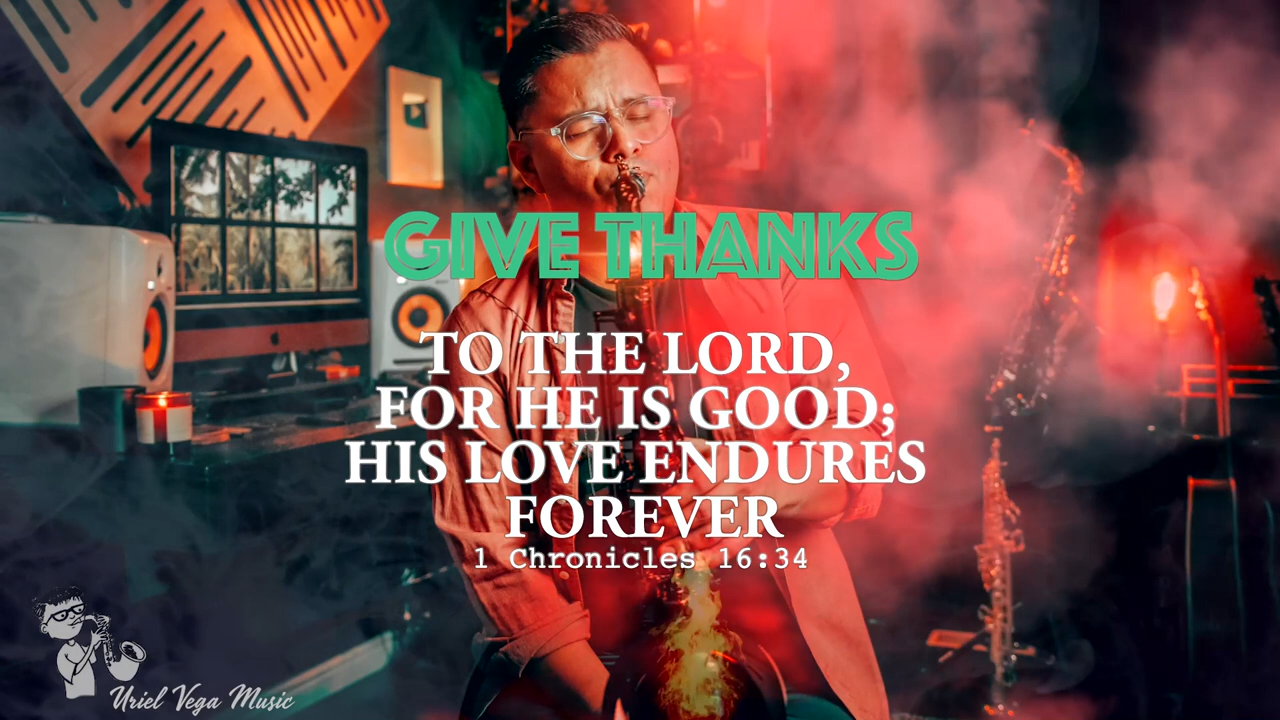 GIVE THANKS
TO THE LORD,
FOR HE IS GOOD;
HIS LOVE ENDURES
FOREVER
1 Chronicles 16:34
Uriel Vega Music